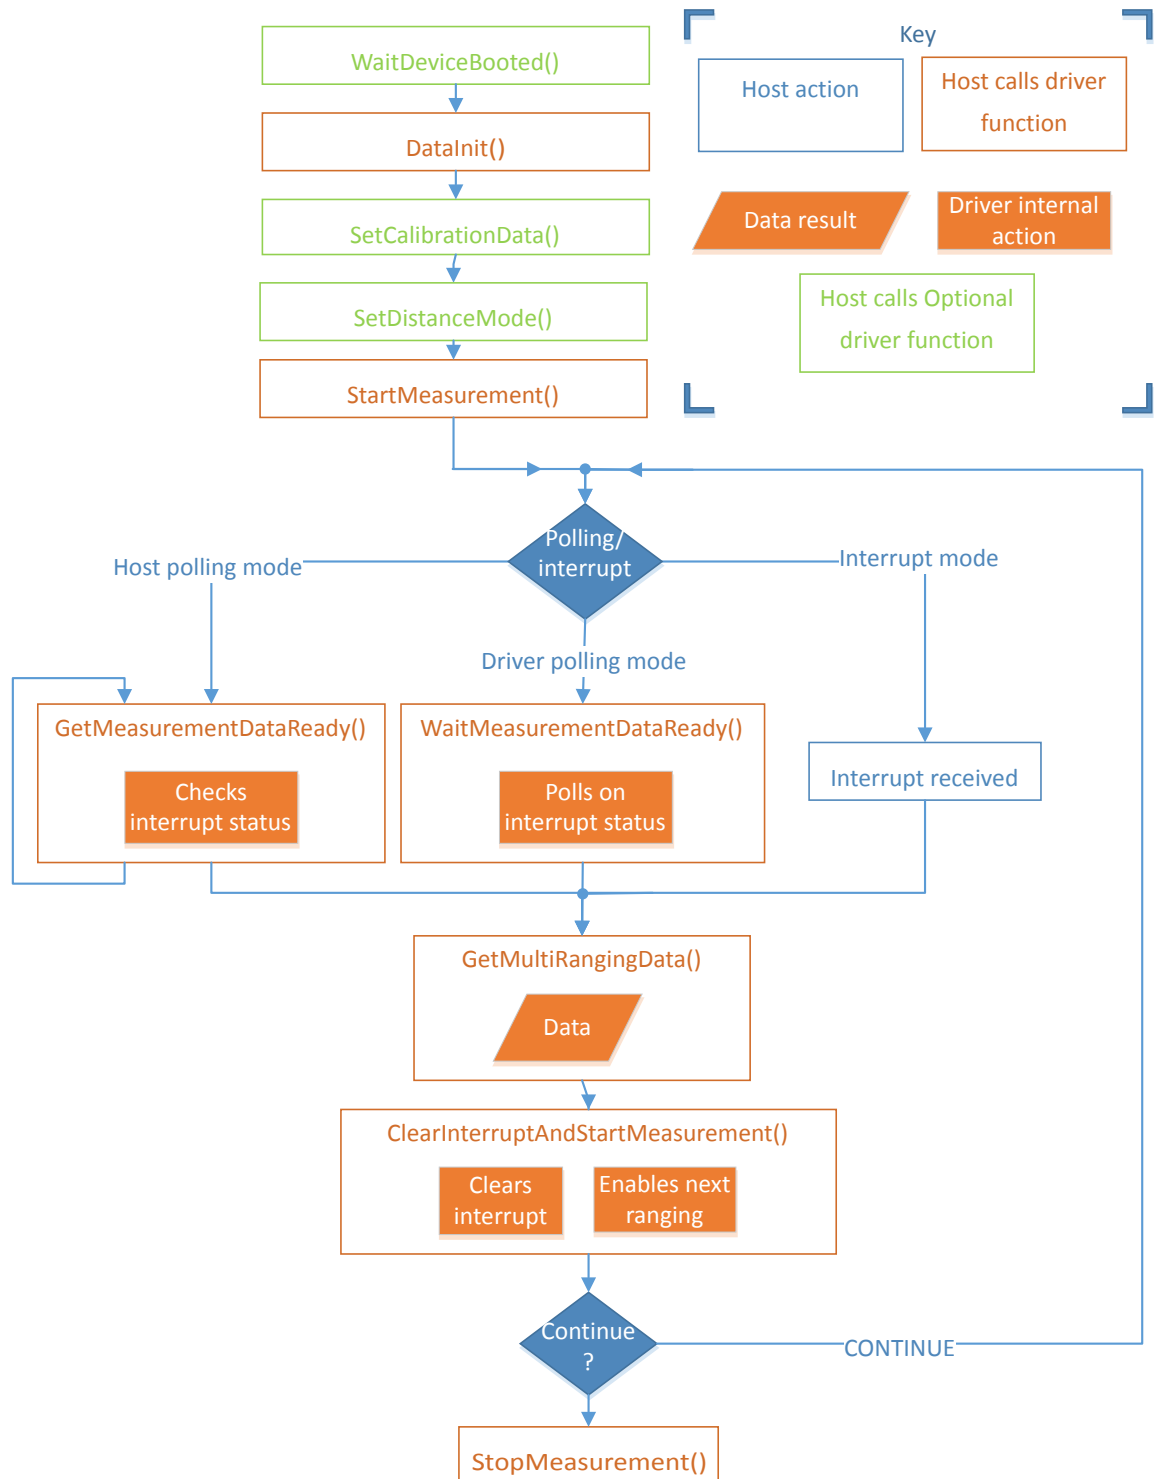 WaitDeviceBooted()
DataInit()
SetCalibrationData()
SetDistanceMode()
StartMeasurement()
Key
Host action
Host calls driver
function
Data result
Driver internal
action
Host calls Optional
driver function
Polling/
interrupt
Host polling mode
Interrupt mode
Driver polling mode
GetMeasurementDataReady()
Checks
interrupt status
WaitMeasurementDataReady()
Polls on
interrupt status
Interrupt received
GetMultiRangingData()
Data
ClearInterruptAndStartMeasurement()
Clears
interrupt
Enables next
ranging
Continue
?
CONTINUE
StopMeasurement()